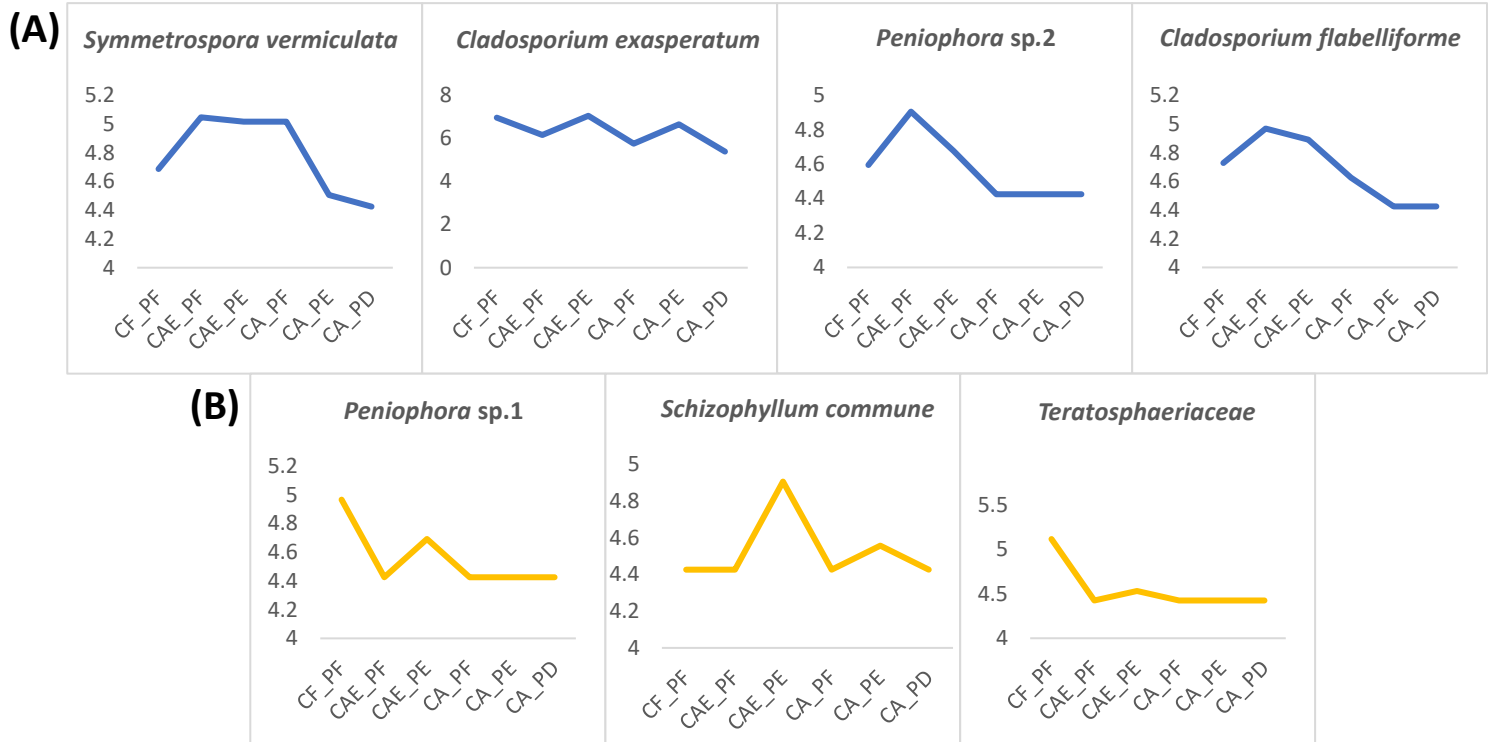 (A)
Symmetrospora vermiculata
5.2
5
4.8
4.6
4.4
4.2
4
CF_PF
CAE_PF
CAE_PE
CA_PF
CA_PE
CA_PD
Cladosporium exasperatum
8
6
4
2
0
CF_PF
CAE_PF
CAE_PE
CA_PF
CA_PE
CA_PD
Peniophora sp.2
5
4.8
4.6
4.4
4.2
4
CF_PF
CAE_PF
CAE_PE
CA_PF
CA_PE
CA_PD
Cladosporium flabelliforme
5.2
5
4.8
4.6
4.4
4.2
4
CF_PF
CAE_PF
CAE_PE
CA_PF
CA_PE
CA_PD
(B)
Peniophora sp.1
5.2
5
4.8
4.6
4.4
4.2
4
CF_PF
CAE_PF
CAE_PE
CA_PF
CA_PE
CA_PD
Schizophyllum commune
5
4.8
4.6
4.4
4.2
4
CF_PF
CAE_PF
CAE_PE
CA_PF
CA_PE
CA_PD
Teratosphaeriaceae
5.5
5
4.5
4
CF_PF
CAE_PF
CAE_PE
CA_PF
CA_PE
CA_PD